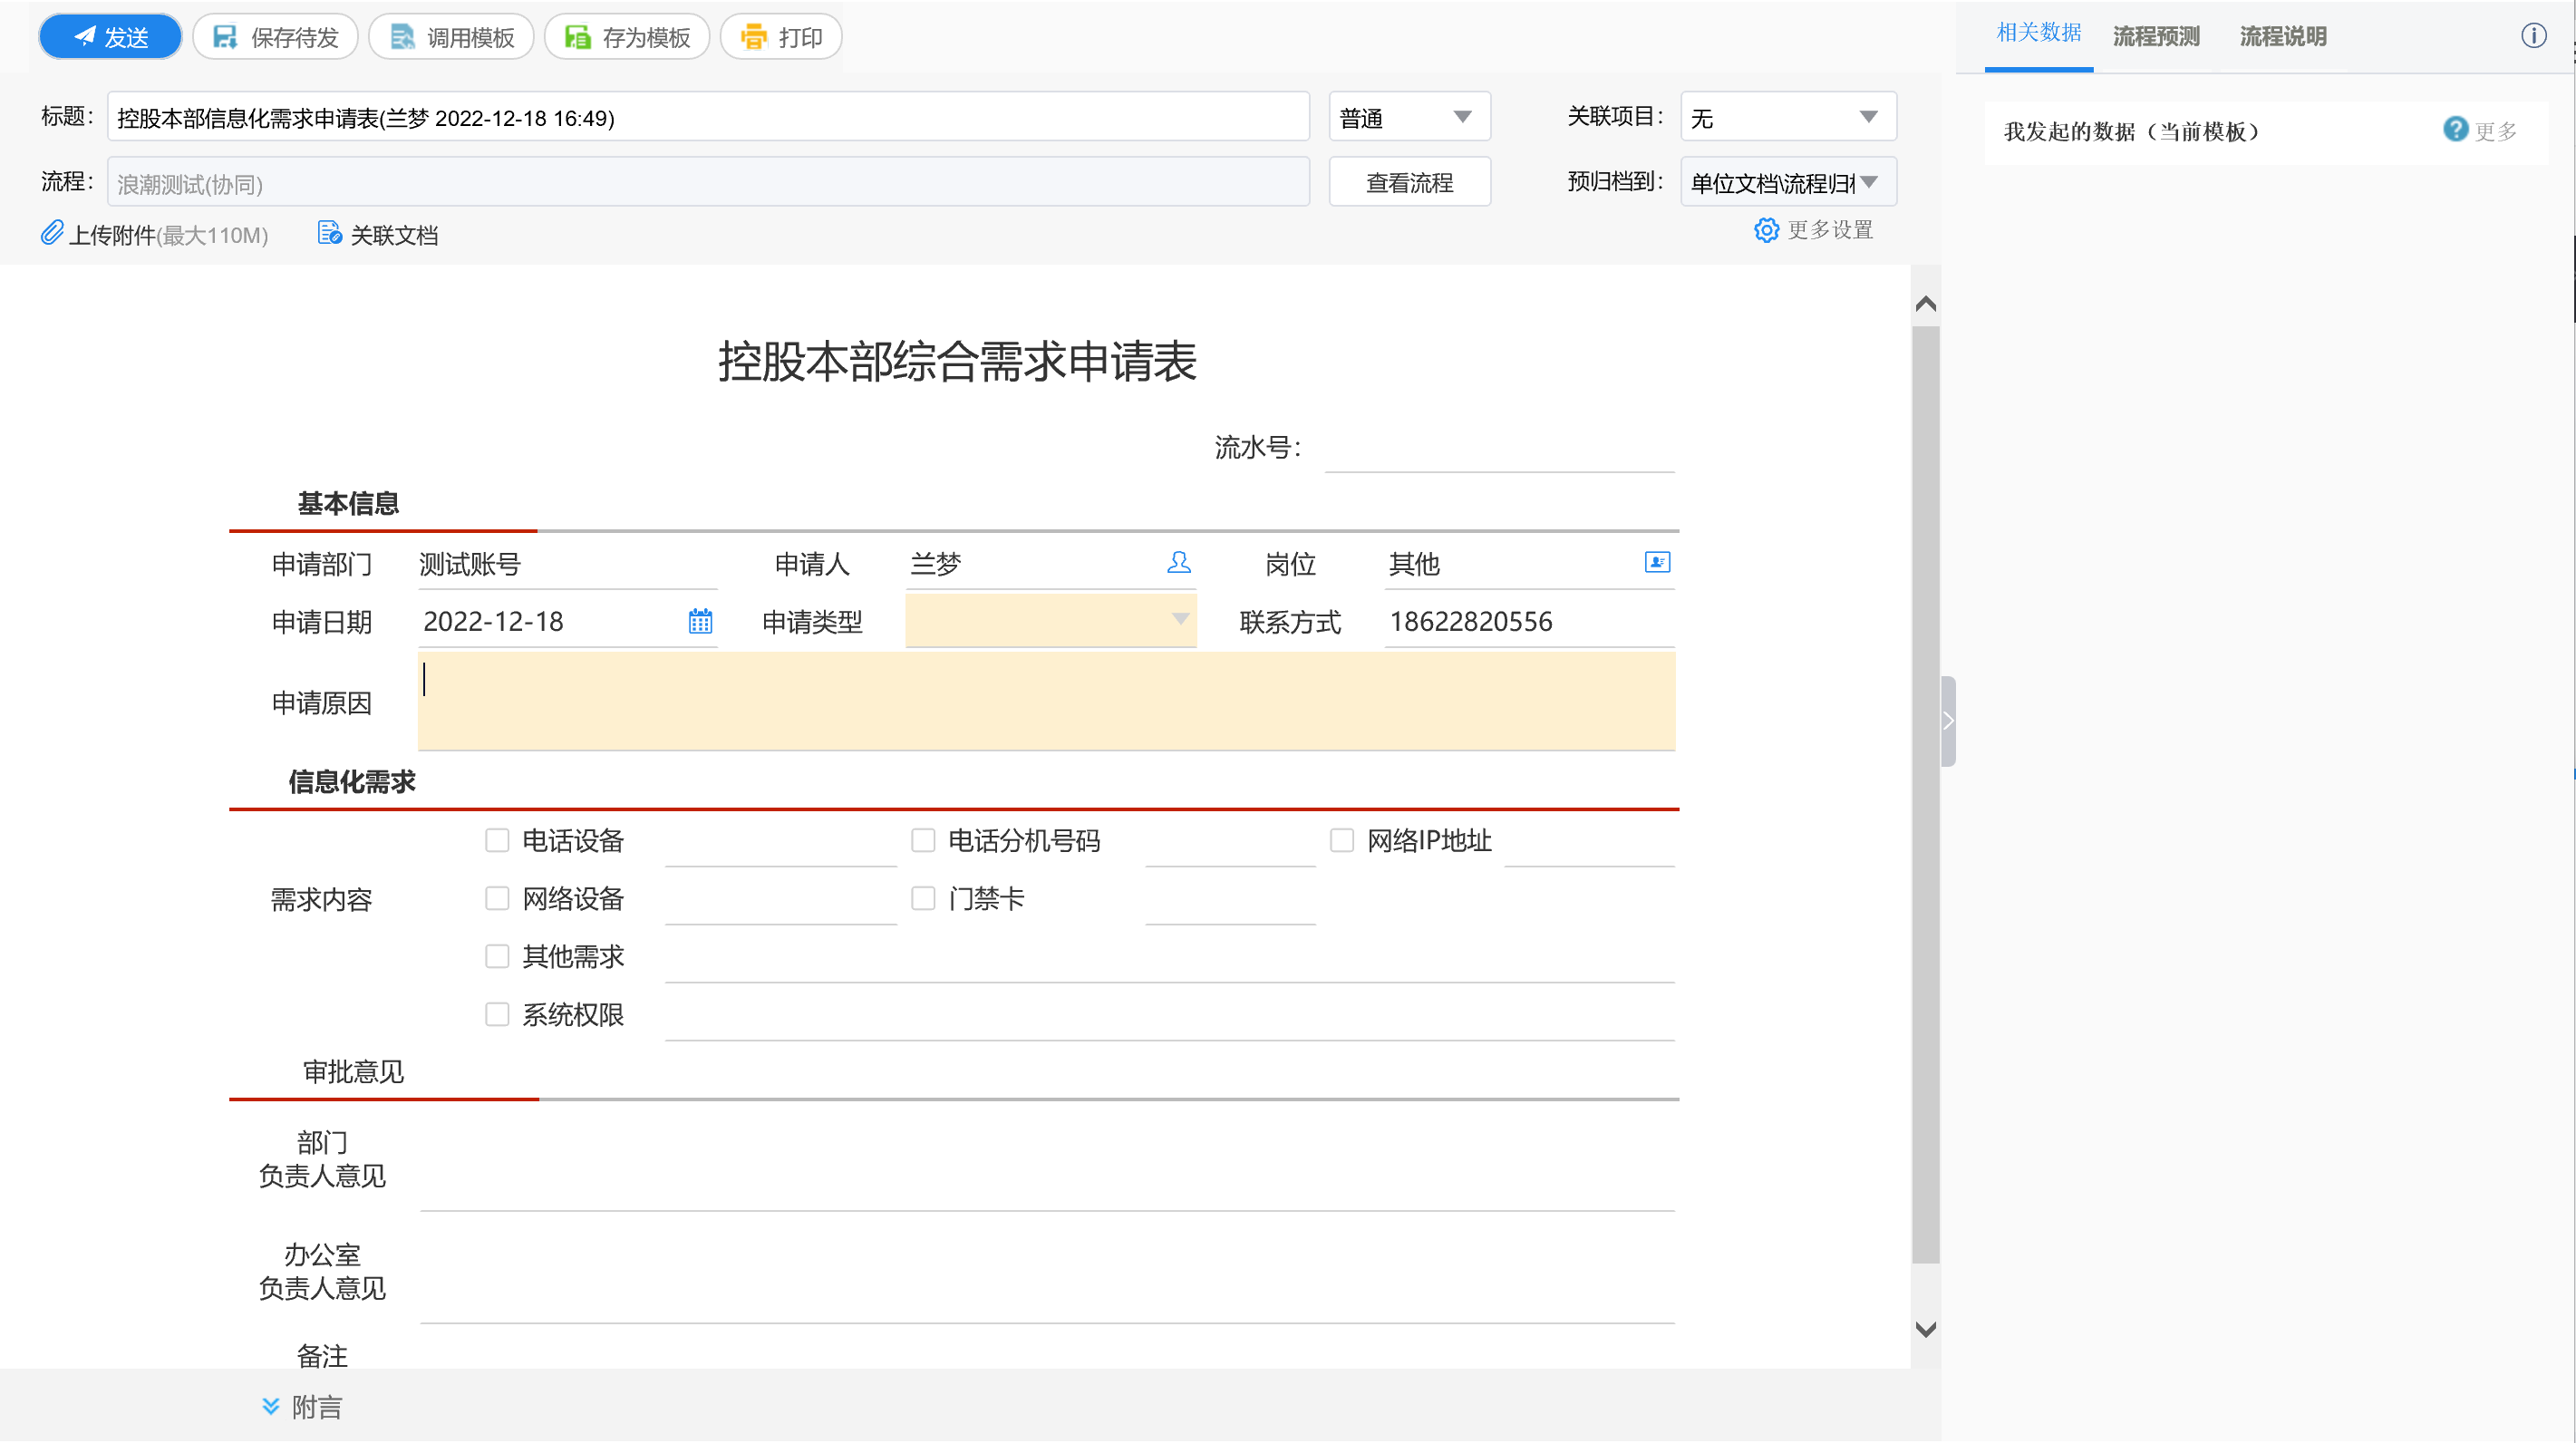 发送 保存待发 调用模板 存为模板 打印
相关数据 流程预测 流程说明
标题: 控股本部信息化需求申请表(兰梦 2022-12-18 16:49) 普通 关联项目: 无
我发起的数据（当前模板） ? 更多
流程: 浪潮测试(协同) 查看流程 预归档到: 单位文档\流程归
上传附件(最大110M) 关联文档 更多设置
控股本部综合需求申请表
流水号:
基本信息
申请部门 测试账号 申请人 兰梦 岗位 其他
申请日期 2022-12-18 申请类型 联系方式 18622820556
申请原因
信息化需求
电话设备 电话分机号码 网络IP地址
需求内容 网络设备 门禁卡
其他需求
系统权限
审批意见
部门
负责人意见
办公室
负责人意见
备注
附言